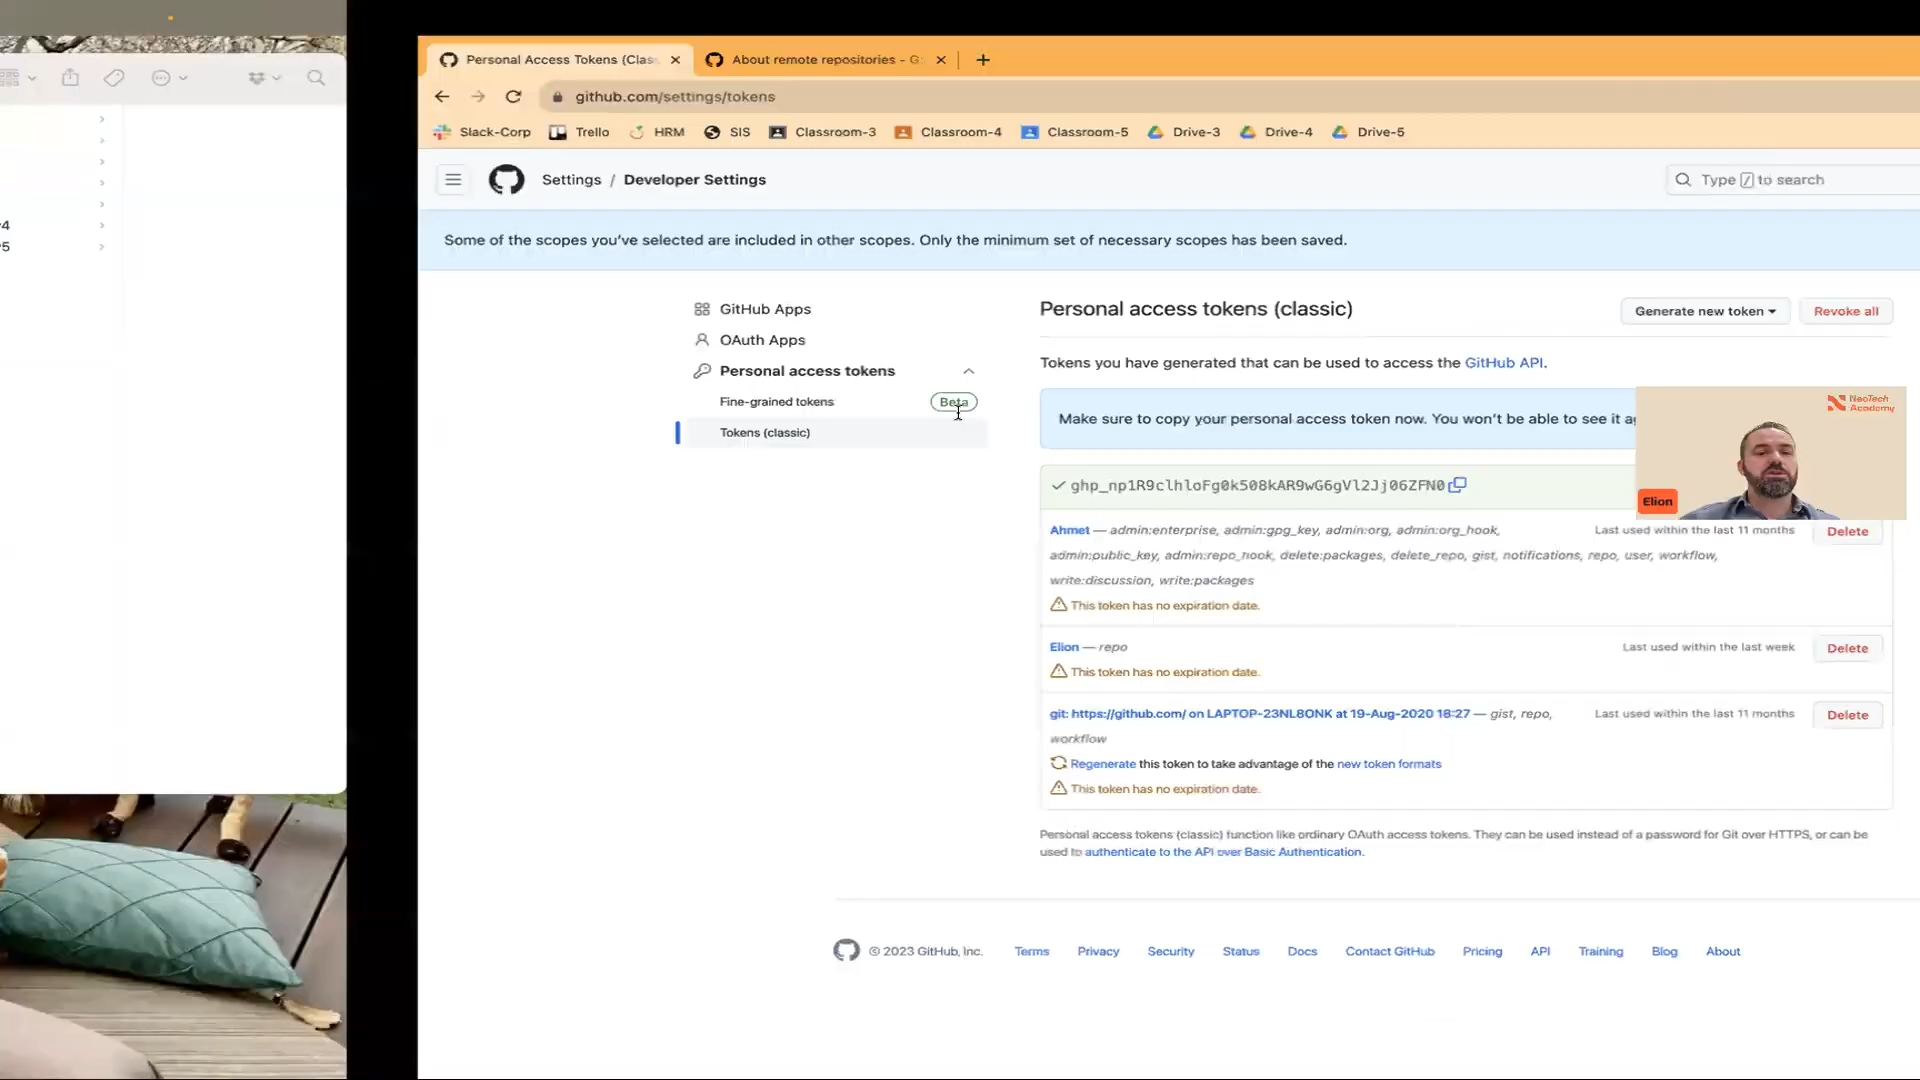 Personal Access Tokens (Clas
About remote repositories - G
github.com/settings/tokens
Slack-Corp Trello HRM SIS Classroom-3 Classroom-4 Classroom-5 Drive-3 Drive-4 Drive-5
Settings / Developer Settings
Type / to search
Some of the scopes you've selected are included in other scopes. Only the minimum set of necessary scopes has been saved.
GitHub Apps
OAuth Apps
Personal access tokens
Fine-grained tokens Beta
Tokens (classic)
Personal access tokens (classic)
Generate new token
Revoke all
Tokens you have generated that can be used to access the GitHub API.
Make sure to copy your personal access token now. You won't be able to see it
NeoTech
Academy
Elion
Ahmet — admin:enterprise, admin:gpg_key, admin:org, admin:org_hook,
admin:public_key, admin:repo_hook, delete:packages, delete_repo, gist, notifications, repo, user, workflow,
write:discussion, write:packages
Last used within the last 11 months
Delete
This token has no expiration date.
Elion — repo
Last used within the last week
Delete
This token has no expiration date.
git: https://github.com/ on LAPTOP-23NL8ONK at 19-Aug-2020 18:27 — gist, repo,
workflow
Last used within the last 11 months
Delete
Regenerate this token to take advantage of the new token formats
This token has no expiration date.
Personal access tokens (classic) function like ordinary OAuth access tokens. They can be used instead of a password for Git over HTTPS, or can be
used to authenticate to the API over Basic Authentication.
© 2023 GitHub, Inc. Terms Privacy Security Status Docs Contact GitHub Pricing API Training Blog About